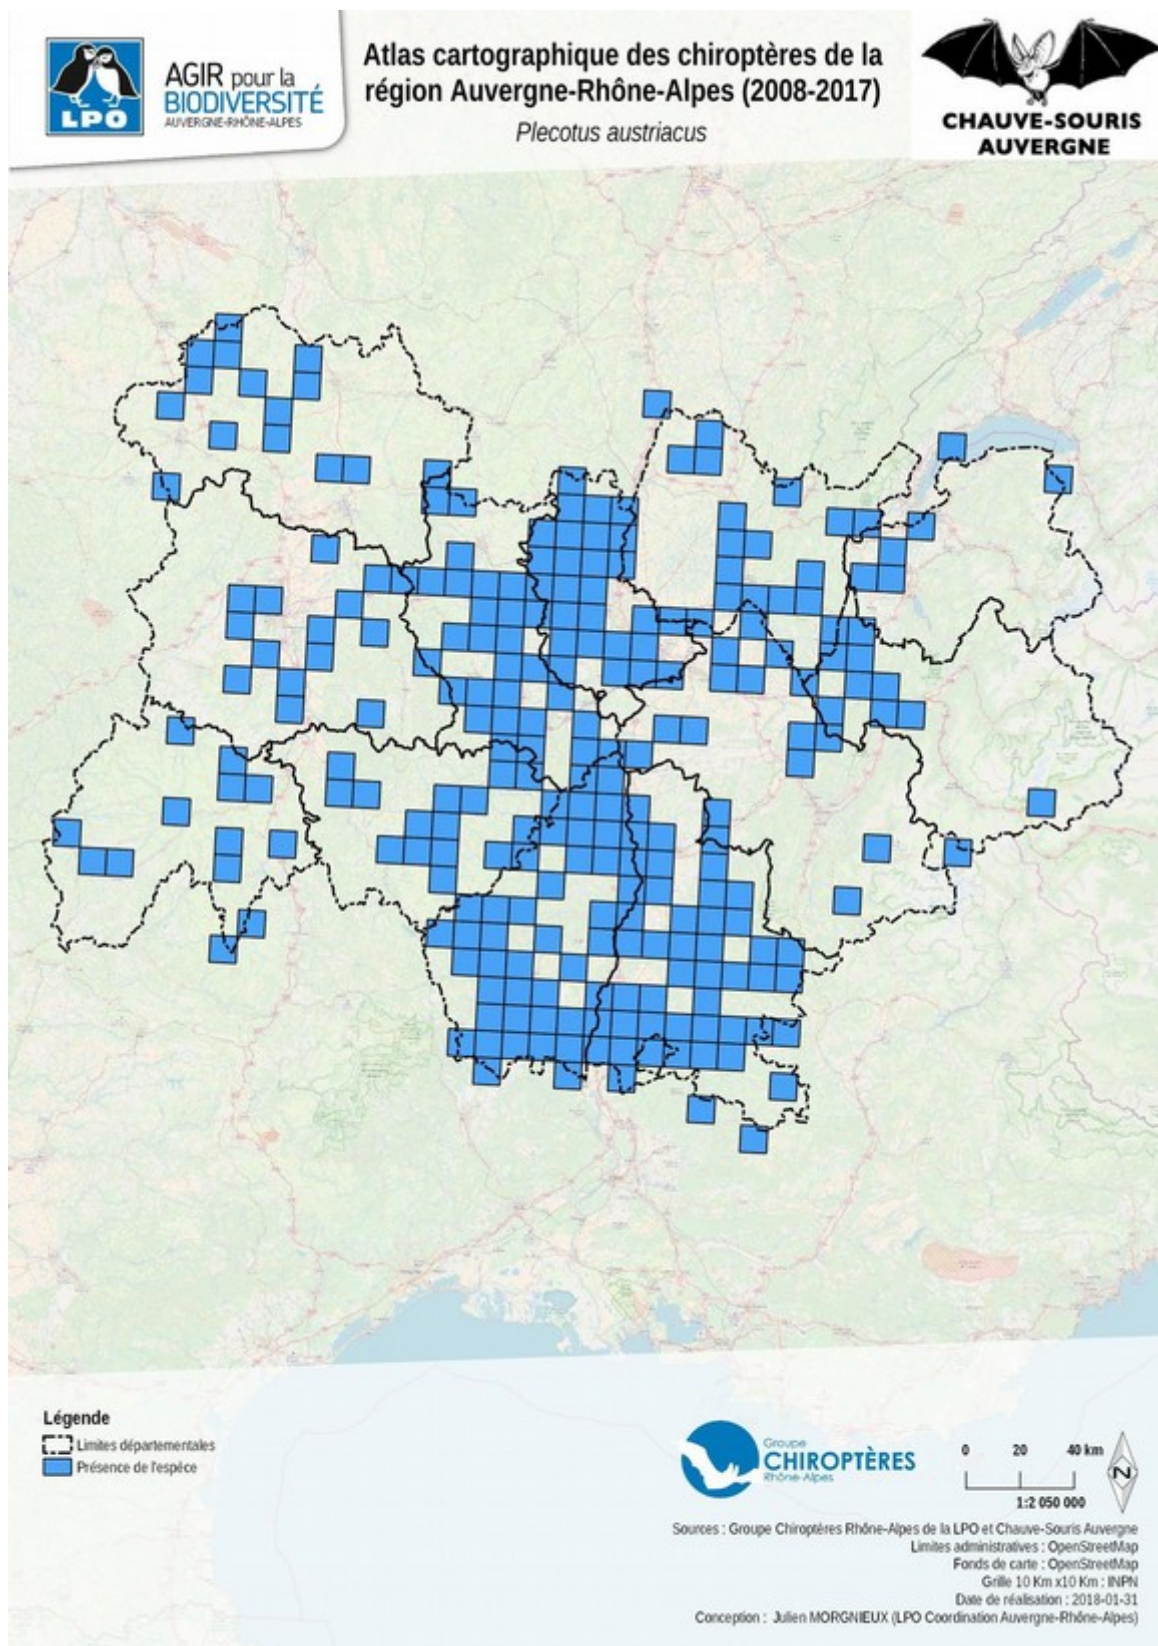 LPO
AGIR pour la
BIODIVERSITÉ
AUVERGNE-RHÔNE-ALPES
Atlas cartographique des chiroptères de la
région Auvergne-Rhône-Alpes (2008-2017)
Plecotus austriacus
CHAUVE-SOURIS
AUVERGNE
Légende
Limites départementales
Présence de l'espèce
Groupe
CHIROPTÈRES
Rhône-Alpes
0 20 40 km
1:2 050 000
N
Sources : Groupe Chiroptères Rhône-Alpes de la LPO et Chauve-Souris Auvergne
Limites administratives : OpenStreetMap
Fonds de carte : OpenStreetMap
Grille 10 Km x10 Km : INPN
Date de réalisation : 2018-01-31
Conception : Julien MORGNIEUX (LPO Coordination Auvergne-Rhône-Alpes)